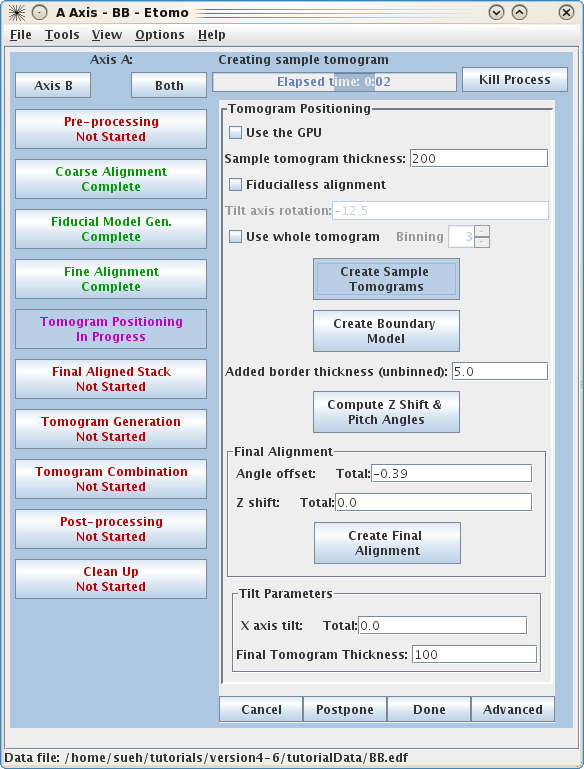 A Axis - BB - Etomo
File Tools View Options Help
Axis A:
Creating sample tomogram
Axis B
Both
Elapsed time: 0:02
Kill Process
Pre-processing
Not Started
Coarse Alignment
Complete
Fiducial Model Gen.
Complete
Fine Alignment
Complete
Tomogram Positioning
In Progress
Final Aligned Stack
Not Started
Tomogram Generation
Not Started
Tomogram Combination
Not Started
Post-processing
Not Started
Clean Up
Not Started
Tomogram Positioning
Use the GPU
Sample tomogram thickness: 200
Fiducialless alignment
Tilt axis rotation: -12.5
Use whole tomogram Binning 3
Create Sample
Tomograms
Create Boundary
Model
Added border thickness (unbinned): 5.0
Compute Z Shift &
Pitch Angles
Final Alignment
Angle offset: Total: -0.39
Z shift: Total: 0.0
Create Final
Alignment
Tilt Parameters
X axis tilt: Total: 0.0
Final Tomogram Thickness: 100
Cancel Postpone Done Advanced
Data file: /home/sueh/tutorials/version4-6/tutorialData/BB.edf